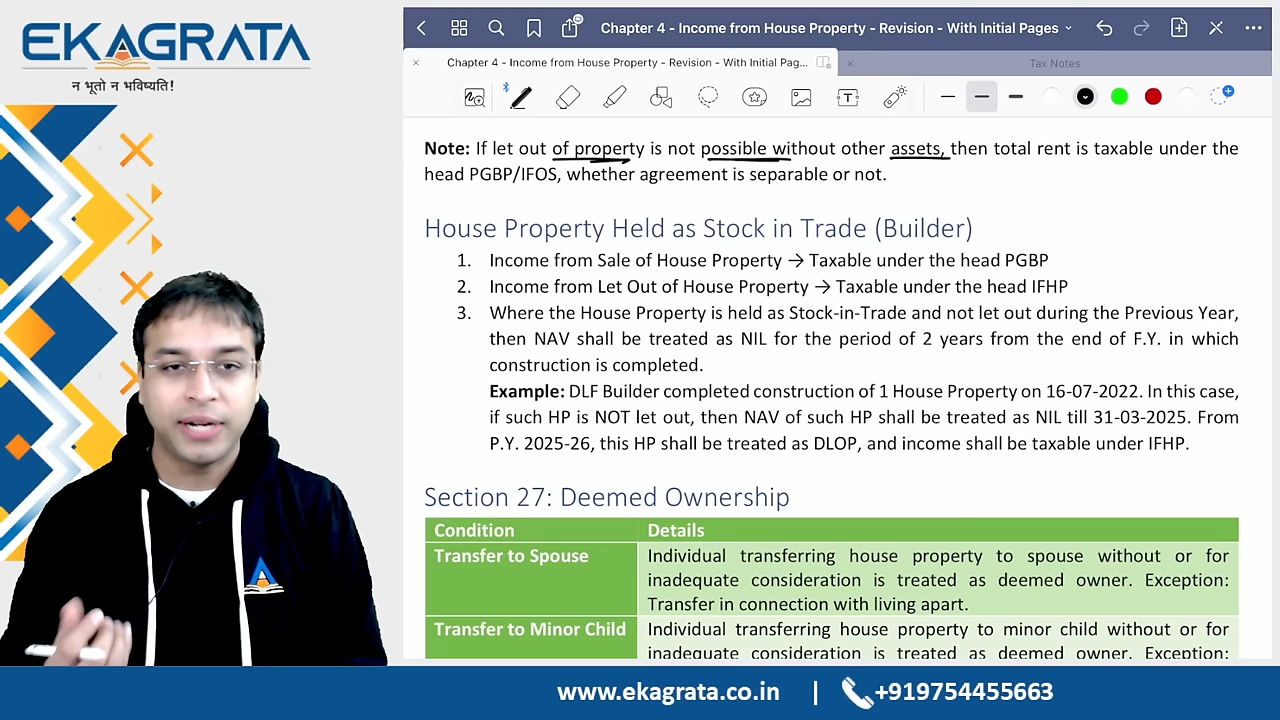 EKAGRATA
न भूतो न भविष्यति!
Chapter 4 - Income from House Property - Revision - With Initial Pages
Chapter 4 - Income from House Property - Revision - With Initial Pag...
Tax Notes
Note: If let out of property is not possible without other assets, then total rent is taxable under the
head PGBP/IFOS, whether agreement is separable or not.
House Property Held as Stock in Trade (Builder)
1. Income from Sale of House Property → Taxable under the head PGBP
2. Income from Let Out of House Property → Taxable under the head IFHP
3. Where the House Property is held as Stock-in-Trade and not let out during the Previous Year,
then NAV shall be treated as NIL for the period of 2 years from the end of F.Y. in which
construction is completed.
Example: DLF Builder completed construction of 1 House Property on 16-07-2022. In this case,
if such HP is NOT let out, then NAV of such HP shall be treated as NIL till 31-03-2025. From
P.Y. 2025-26, this HP shall be treated as DLOP, and income shall be taxable under IFHP.
Section 27: Deemed Ownership
Condition Details
Transfer to Spouse Individual transferring house property to spouse without or for
inadequate consideration is treated as deemed owner. Exception:
Transfer in connection with living apart.
Transfer to Minor Child Individual transferring house property to minor child without or for
inadequate consideration is treated as deemed owner. Exception:
www.ekagrata.co.in | +919754455663